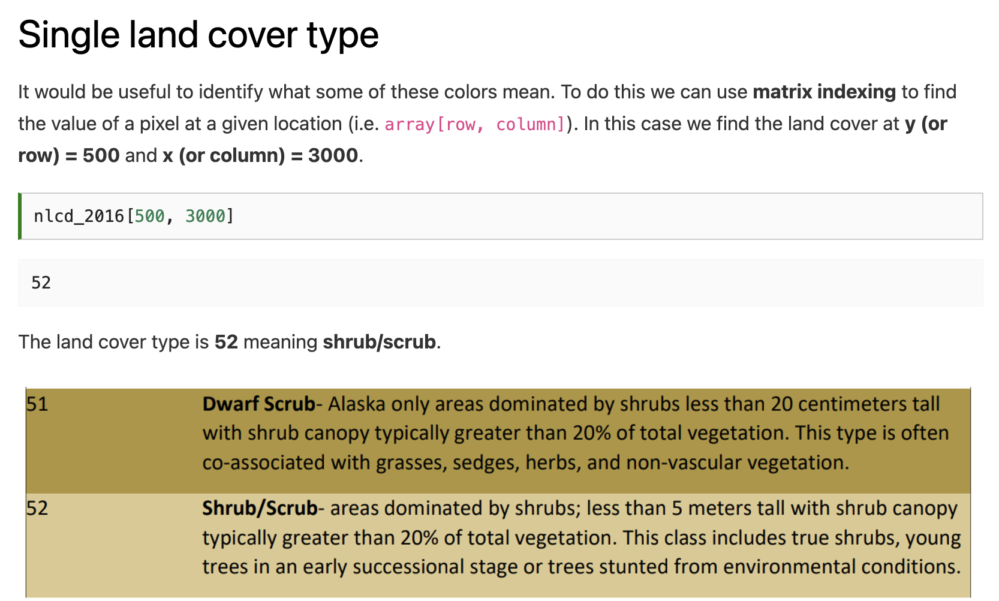 Single land cover type
It would be useful to identify what some of these colors mean. To do this we can use matrix indexing to find
the value of a pixel at a given location (i.e. array[row, column]). In this case we find the land cover at y (or
row) = 500 and x (or column) = 3000.
nlcd_2016[500, 3000]
52
The land cover type is 52 meaning shrub/scrub.
51 Dwarf Scrub- Alaska only areas dominated by shrubs less than 20 centimeters tall
with shrub canopy typically greater than 20% of total vegetation. This type is often
co-associated with grasses, sedges, herbs, and non-vascular vegetation.
52 Shrub/Scrub- areas dominated by shrubs; less than 5 meters tall with shrub canopy
typically greater than 20% of total vegetation. This class includes true shrubs, young
trees in an early successional stage or trees stunted from environmental conditions.